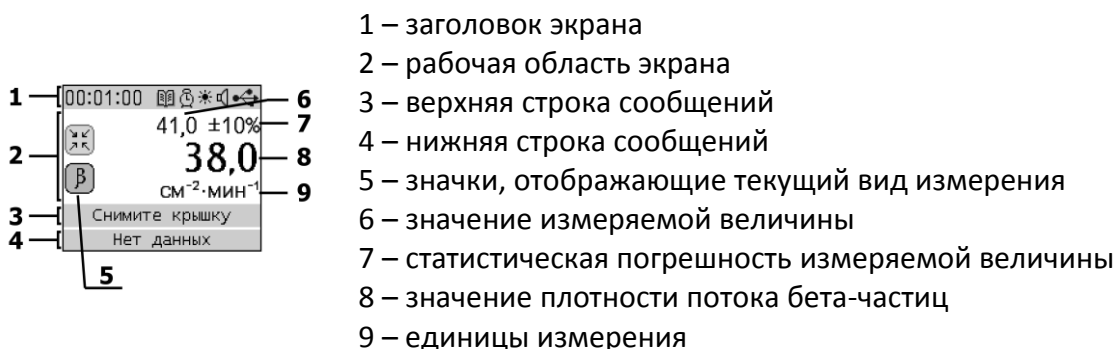 1 – заголовок экрана
2 – рабочая область экрана
3 – верхняя строка сообщений
4 – нижняя строка сообщений
5 – значки, отображающие текущий вид измерения
6 – значение измеряемой величины
7 – статистическая погрешность измеряемой величины
8 – значение плотности потока бета-частиц
9 – единицы измерения
1
00:01:00
6
41,0 ±10%
7
2
38,0
8
β
см⁻²·мин⁻¹
9
3
Снимите крышку
4
Нет данных
5